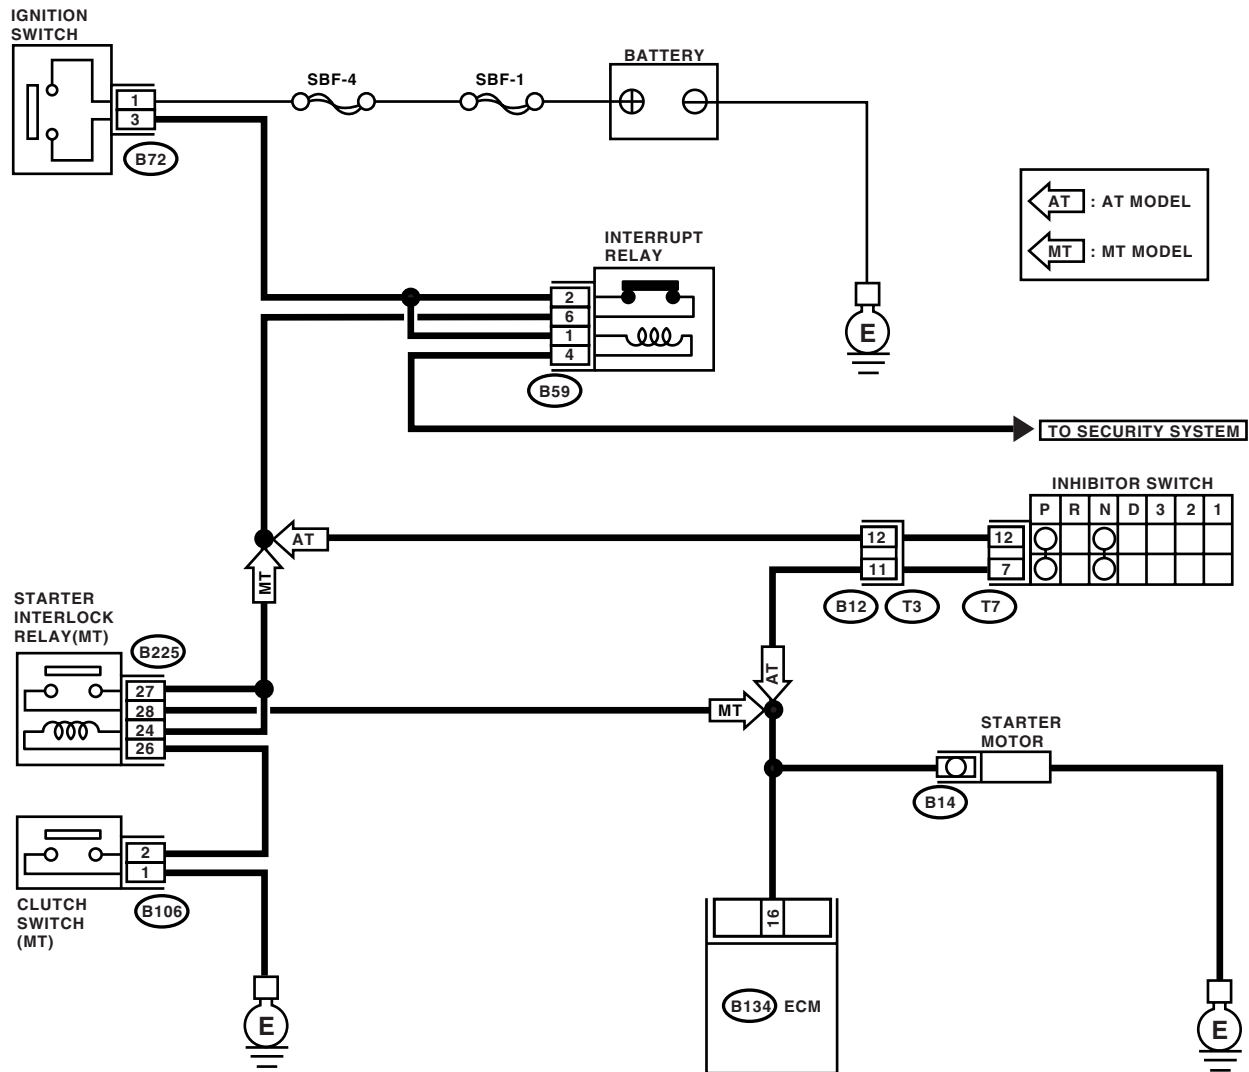 IGNITION
SWITCH
1
3
B72
SBF-4
SBF-1
BATTERY
AT : AT MODEL
MT : MT MODEL
INTERRUPT
RELAY
2
6
1
4
B59
E
TO SECURITY SYSTEM
INHIBITOR SWITCH
P R N D 3 2 1
AT
12
12
11
7
B12
T3
T7
MT
STARTER
INTERLOCK
RELAY(MT)
B225
27
28
24
26
AT
MT
STARTER
MOTOR
B14
2
1
CLUTCH
SWITCH
(MT)
B106
16
B134 ECM
E
E